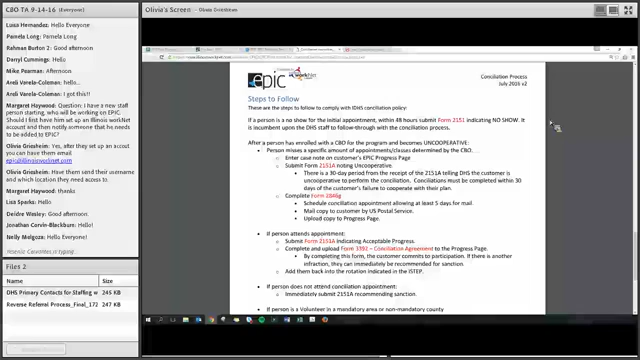 CBO TA 9-14-16 (Everyone)
Luisa Hernandez: Hello Everyone
Pamela Long: Pamela Long
Rahman Burton 2: Good afternoon
Darryl Cummings: Hello
Mike Pearman: Afternoon
Areli Valenta-Coleman: hello...
Areli Valenta-Coleman: I got this!!
Margaret Haywood: Question: I have a new staff
person starting, who will be working on EPIC.
Should I first have him set up an Illinois workNet
account and then notify someone that he needs
to be added to EPIC?
Olivia Griesheim: Yes, after they set up an account
you can have them email
epic@illinoisworknet.com
Olivia Griesheim: Have them send their username
and which location they need access to.
Margaret Haywood: thanks
Lisa Sparks: Hello
Deidre Wasley: Good afternoon.
Jonathan Corvin-Blackburn: Hello!
Nelly Melgoza: Hello Everyone!
is typing
Files 2
Name
Size
DHS Primary Contacts for Staffing w
245 KB
Reverse Referral Process_Final_172
247 KB
Olivia's Screen -
epic
workNet
Conciliation Process
July 2016 v2
Steps to Follow
These are the steps to follow to comply with IDHS conciliation policy:
If a person is a no show for the initial appointment, within 48 hours submit Form 2151 indicating NO SHOW. It
is incumbent upon the DHS staff to follow-through with the conciliation process.
After a person has enrolled with a CBO for the program and becomes UNCOOPERATIVE:
• Person misses a specific amount of appointments/classes determined by the CBO...
o Enter case note on customer's EPIC Progress Page
o Submit Form 2151A noting Uncooperative.
▪ There is a 30-day period from the receipt of the 2151A telling DHS the customer is
uncooperative to perform the conciliation. Conciliations must be completed within 30
days of the customer's failure to cooperate with their plan.
o Complete Form 2846g
▪ Schedule conciliation appointment allowing at least 5 days for mail.
▪ Mail copy to customer by US Postal Service.
▪ Upload copy to Progress Page.
• If person attends appointment:
o Submit Form 2151A indicating Acceptable Progress.
o Complete and upload Form 3392 – Conciliation Agreement to the Progress Page.
▪ By completing this form, the customer commits to participation. If there is another
infraction, they can immediately be recommended for sanction.
o Add them back into the rotation indicated in the ISTEP.
• If person does not attend conciliation appointment:
o Immediately submit 2151A recommending sanction.
If person is a Volunteer in a mandatory area or non-mandatory county